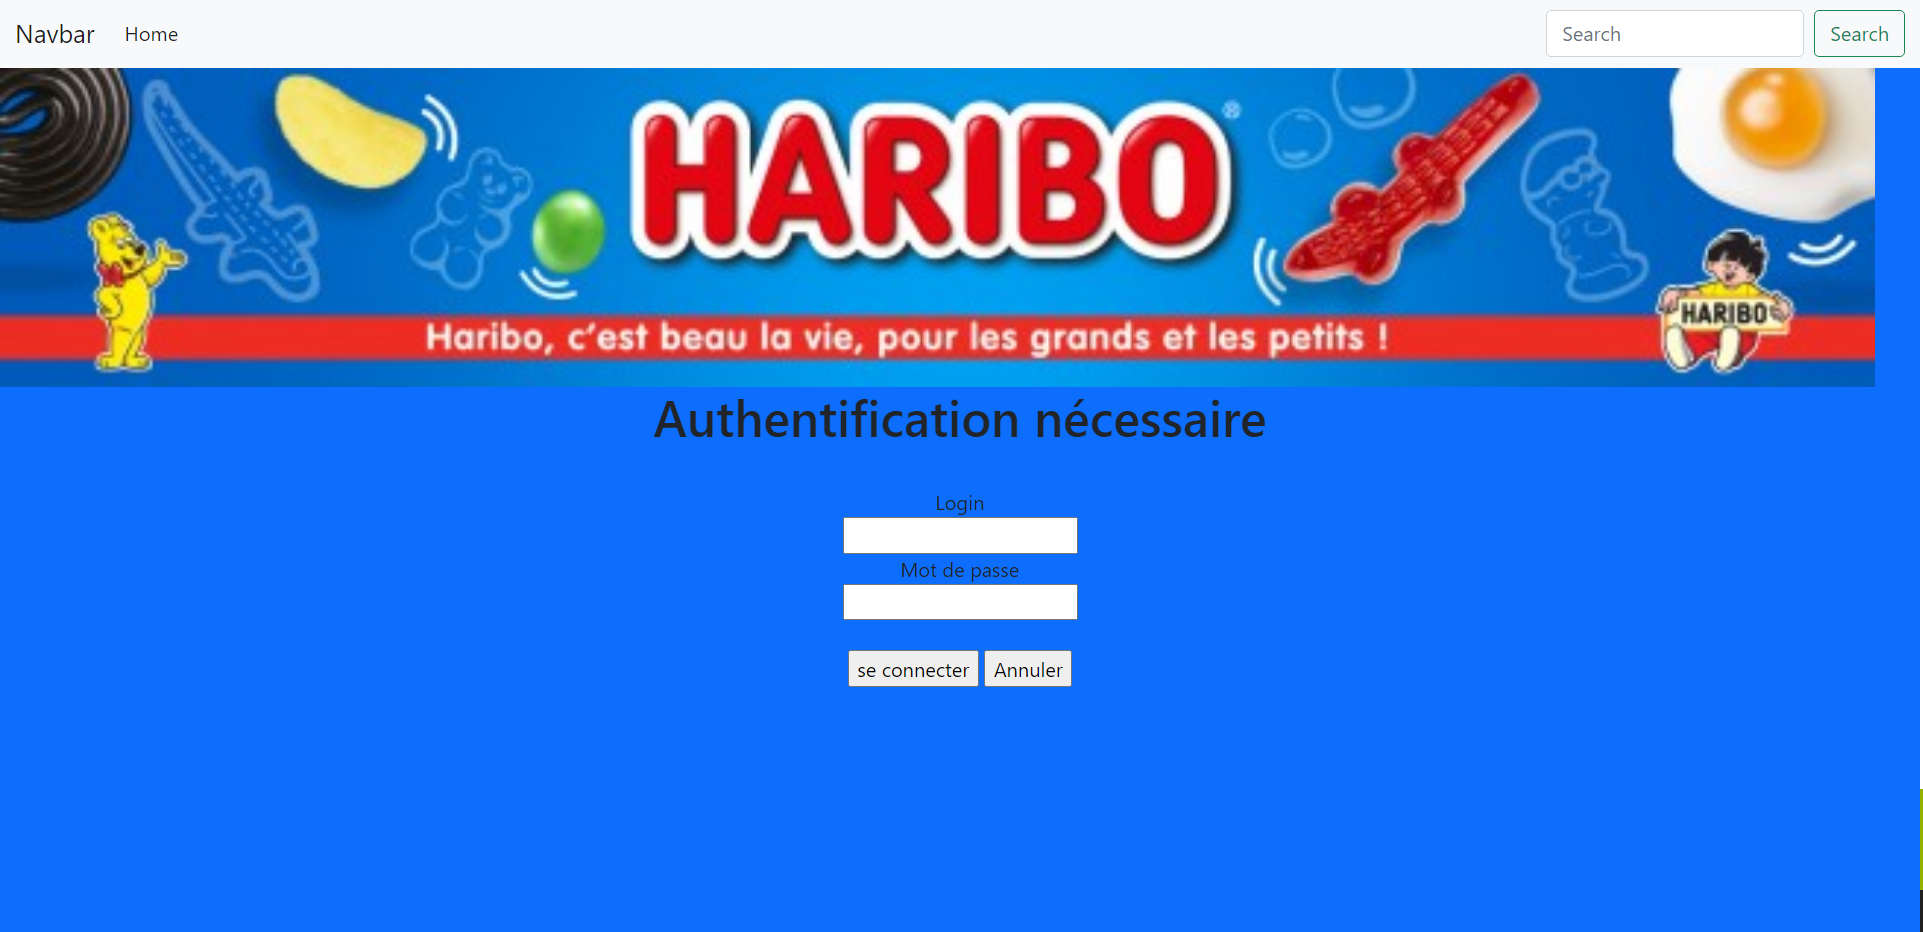 Navbar Home Search Search
HARIBO®
HARIBO
Haribo, c'est beau la vie, pour les grands et les petits !
Authentification nécessaire
Login
Mot de passe
se connecter Annuler